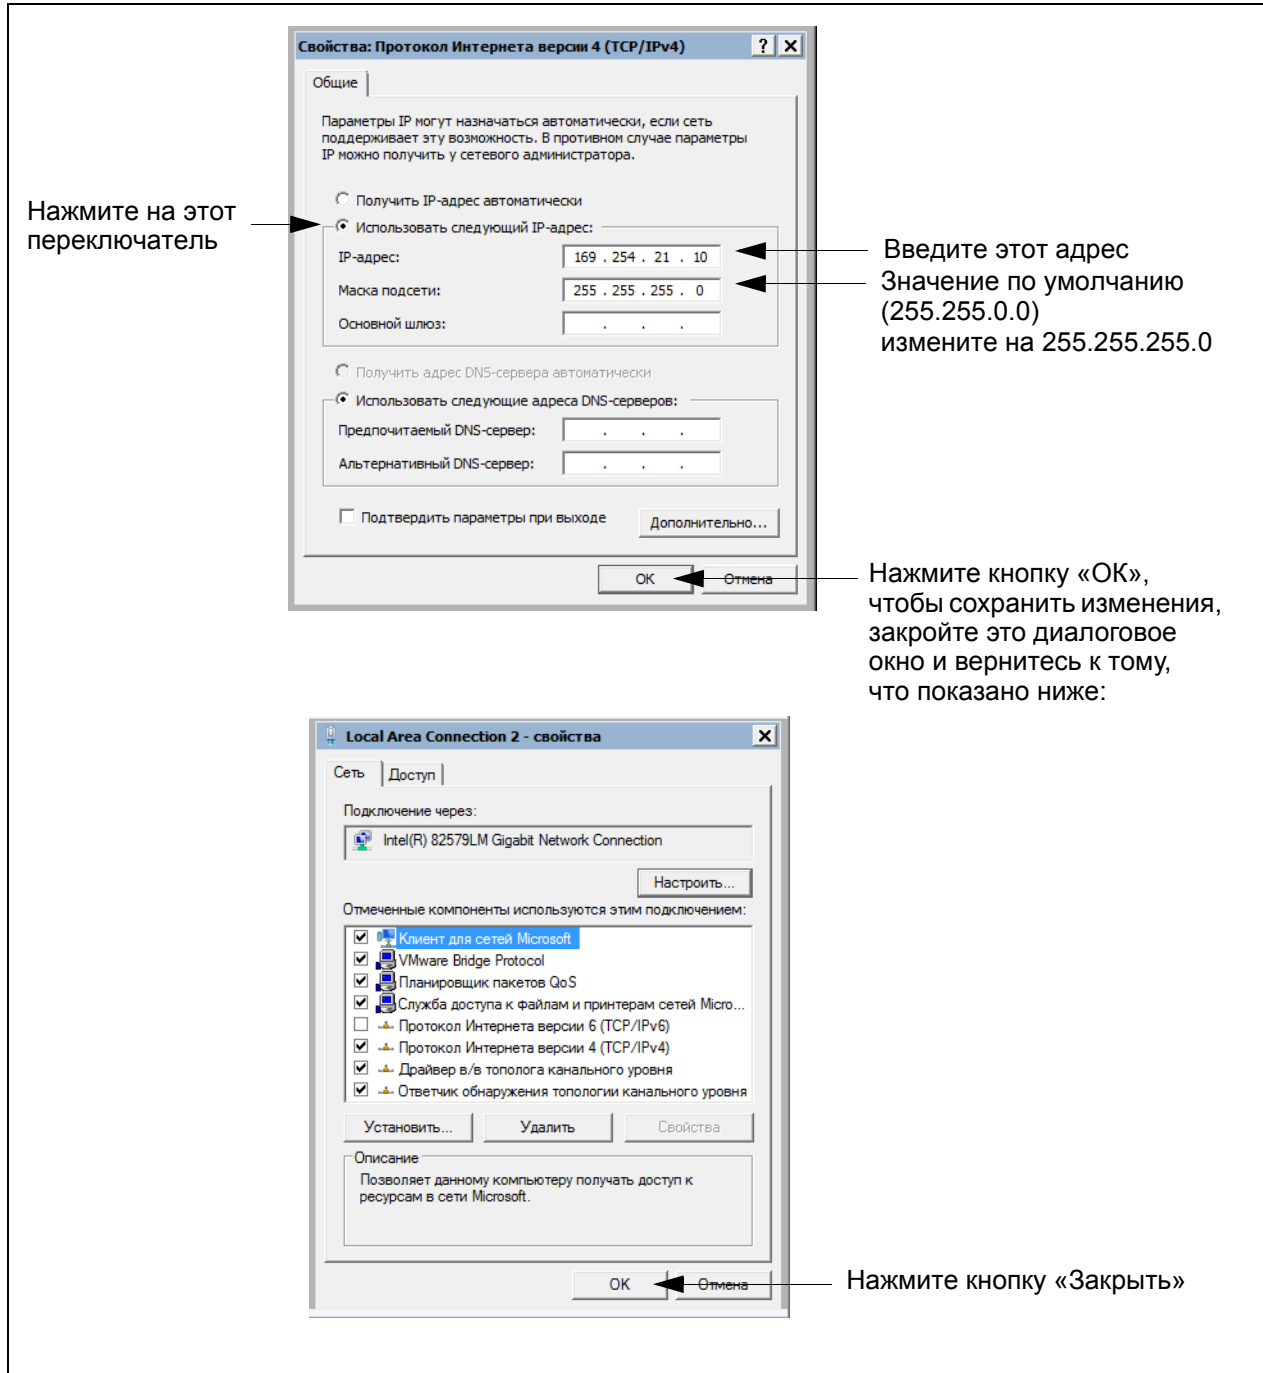 Свойства: Протокол Интернета версии 4 (TCP/IPv4)
Общие
Параметры IP могут назначаться автоматически, если сеть
поддерживает эту возможность. В противном случае параметры
IP можно получить у сетевого администратора.
Получить IP-адрес автоматически
Нажмите на этот
переключатель
Использовать следующий IP-адрес:
IP-адрес:
169 . 254 . 21 . 10
Введите этот адрес
Маска подсети:
255 . 255 . 255 . 0
Значение по умолчанию
(255.255.0.0)
измените на 255.255.255.0
Основной шлюз:
. . .
Получить адрес DNS-сервера автоматически
Использовать следующие адреса DNS-серверов:
Предпочитаемый DNS-сервер:
. . .
Альтернативный DNS-сервер:
. . .
Подтвердить параметры при выходе
Дополнительно...
OK
Отмена
Нажмите кнопку «ОК»,
чтобы сохранить изменения,
закройте это диалоговое
окно и вернитесь к тому,
что показано ниже:
Local Area Connection 2 - свойства
Сеть
Доступ
Подключение через:
Intel(R) 82579LM Gigabit Network Connection
Настроить...
Отмеченные компоненты используются этим подключением:
Клиент для сетей Microsoft
VMware Bridge Protocol
Планировщик пакетов QoS
Служба доступа к файлам и принтерам сетей Micro...
Протокол Интернета версии 6 (TCP/IPv6)
Протокол Интернета версии 4 (TCP/IPv4)
Драйвер в/в тополога канального уровня
Ответчик обнаружения топологии канального уровня
Установить...
Удалить
Свойства
Описание
Позволяет данному компьютеру получать доступ к
ресурсам в сети Microsoft.
OK
Отмена
Нажмите кнопку «Закрыть»